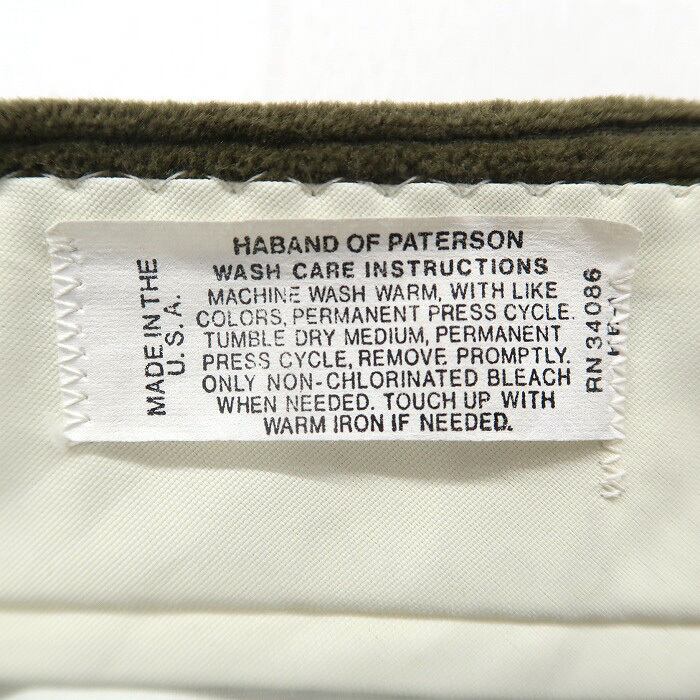 HABAND OF PATERSON
WASH CARE INSTRUCTIONS
MACHINE WASH WARM, WITH LIKE
COLORS, PERMANENT PRESS CYCLE.
TUMBLE DRY MEDIUM, PERMANENT
PRESS CYCLE, REMOVE PROMPTLY.
ONLY NON-CHLORINATED BLEACH
WHEN NEEDED. TOUCH UP WITH
WARM IRON IF NEEDED.
MADE IN THE
U.S.A.
RN 34086